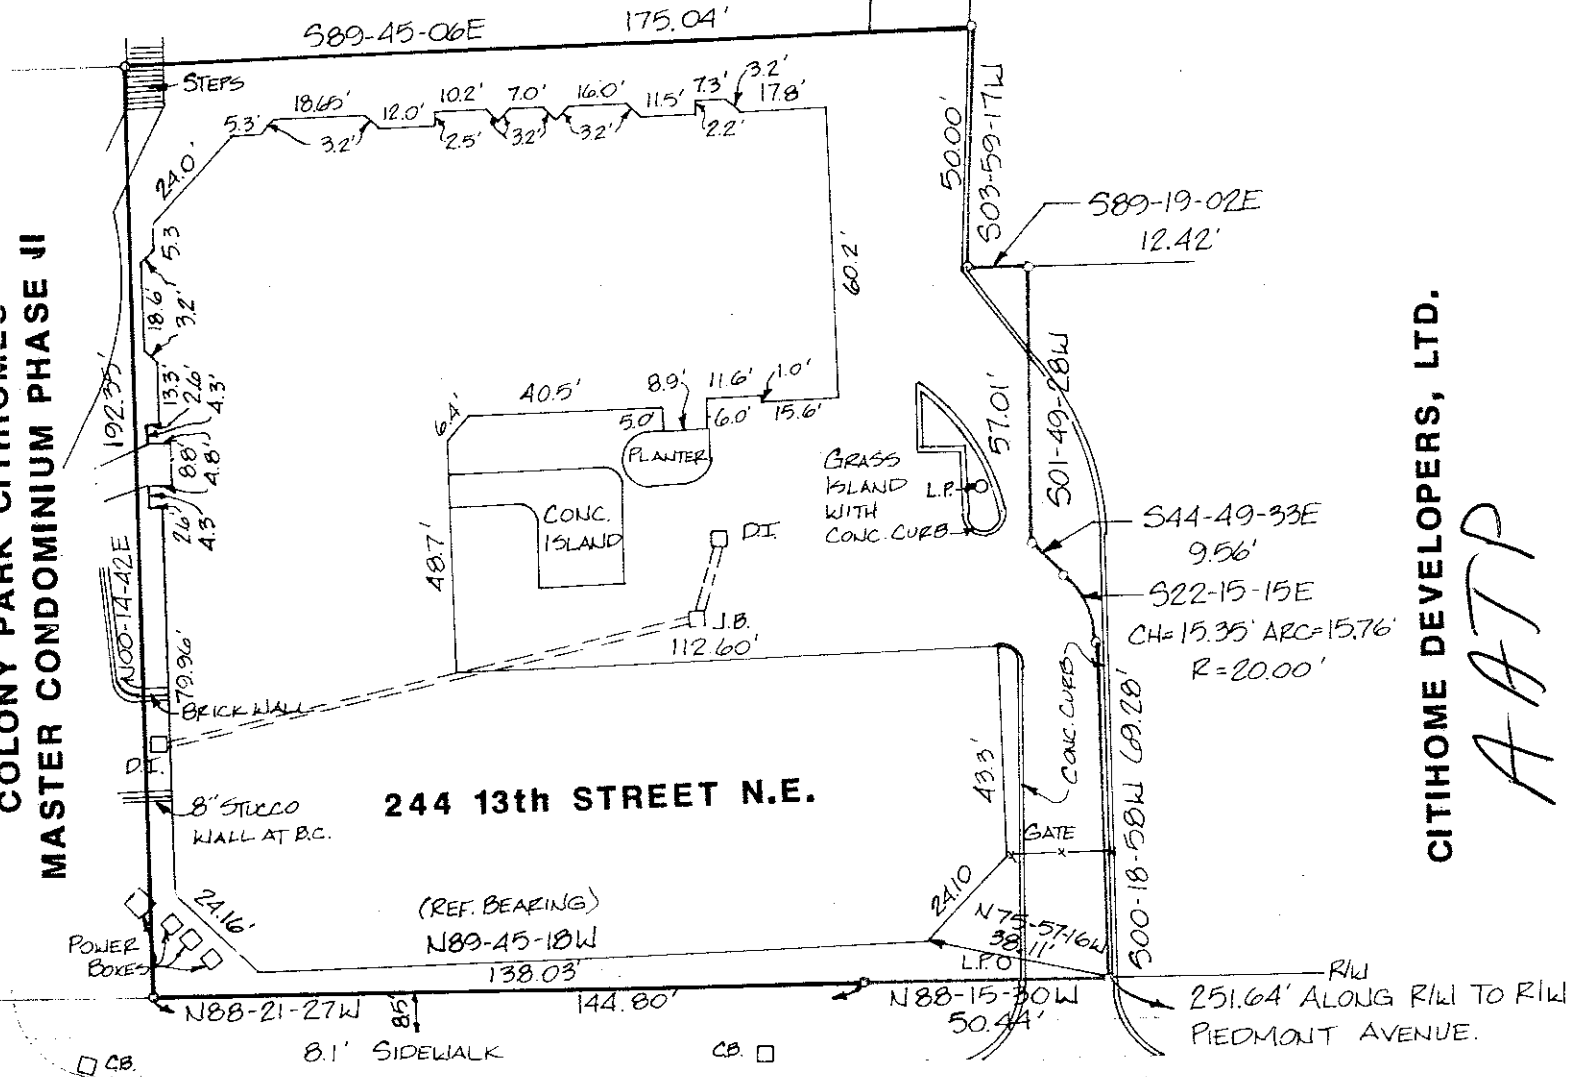 S89-45-06E
175.04'
STEPS
5.3'
18.65'
3.2'
12.0'
10.2'
2.5'
7.0'
3.2'
16.0'
3.2'
11.5'
7.3'
3.2'
2.2'
17.8'
24.0'
5.3
18.6'
3.2'
13.3'
2.6'
4.3'
8.8'
4.8'
2.6'
4.3'
192.35'
N00-14-42E
79.96'
50.00'
S03-59-17W
S89-19-02E
12.42'
60.2'
6.4'
40.5'
5.0'
8.9'
11.6'
6.0'
1.0'
15.6'
PLANTER
CONC.
ISLAND
48.7'
GRASS
ISLAND
WITH
CONC. CURB
L.P.
57.01'
S01-49-28W
D.I.
J.B.
112.60'
S44-49-33E
9.56'
S22-15-15E
CH=15.35' ARC=15.76'
R=20.00'
CONC. CURB
43.3'
GATE
S00-18-58W 69.28'
BRICK WALL
D.I.
8" STUCCO
WALL AT B.C.
244 13th STREET N.E.
24.16'
24.10
(REF. BEARING)
N89-45-18W
138.03'
N75-57-16W
38.11'
L.P.
POWER
BOXES
N88-21-27W
144.80'
N88-15-30W
50.44'
R/W
251.64' ALONG R/W TO R/W
PIEDMONT AVENUE.
8.5'
8.1' SIDEWALK
C.B.
C.B.
COLONY PARK CITIHOMES
MASTER CONDOMINIUM PHASE II
CITIHOME DEVELOPERS, LTD.
AATP